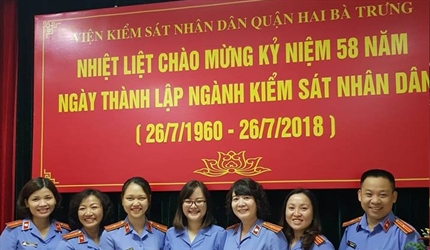 VIỆN KIỂM SÁT NHÂN DÂN QUẬN HAI BÀ TRƯNG
NHIỆT LIỆT CHÀO MỪNG KỶ NIỆM 58 NĂM
NGÀY THÀNH LẬP NGÀNH KIỂM SÁT NHÂN DÂN
( 26/7/1960 - 26/7/2018 )